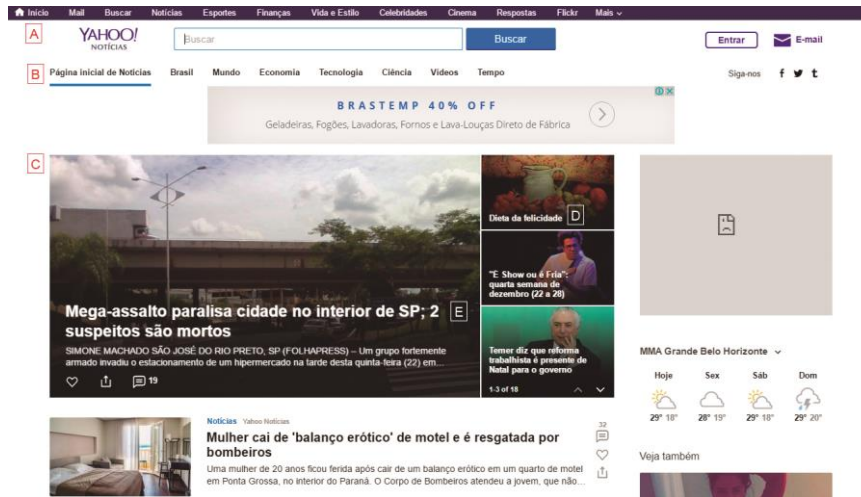 Início Mail Buscar Notícias Esportes Finanças Vida e Estilo Celebridades Cinema Respostas Flickr Mais
A
YAHOO!
NOTÍCIAS
Buscar
Buscar
Entrar
E-mail
B
Página inicial de Notícias Brasil Mundo Economia Tecnologia Ciência Vídeos Tempo
Siga-nos f t
BRASTEMP 40% OFF
Geladeiras, Fogões, Lavadoras, Fornos e Lava-Louças Direto de Fábrica
C
Mega-assalto paralisa cidade no interior de SP; 2
suspeitos são mortos
E
SIMONE MACHADO SÃO JOSÉ DO RIO PRETO, SP (FOLHAPRESS) – Um grupo fortemente
armado invadiu o estacionamento de um hipermercado na tarde desta quinta-feira (22) em...
19
Dieta da felicidade
D
"É Show ou é
Fria":
quarta semana de
dezembro (22 a 28)
Temer diz que reforma
trabalhista é presente de
Natal para o governo
1-3 of 18
MMA Grande Belo Horizonte
Hoje Sex Sáb Dom
29° 18° 28° 19° 29° 18° 29° 20°
Notícias Yahoo Notícias
Mulher cai de 'balanço erótico' de motel e é resgatada por
bombeiros
Uma mulher de 20 anos ficou ferida após cair de um balanço erótico em um quarto de motel
em Ponta Grossa, no interior do Paraná. O Corpo de Bombeiros atendeu a jovem, que não...
32
Veja também